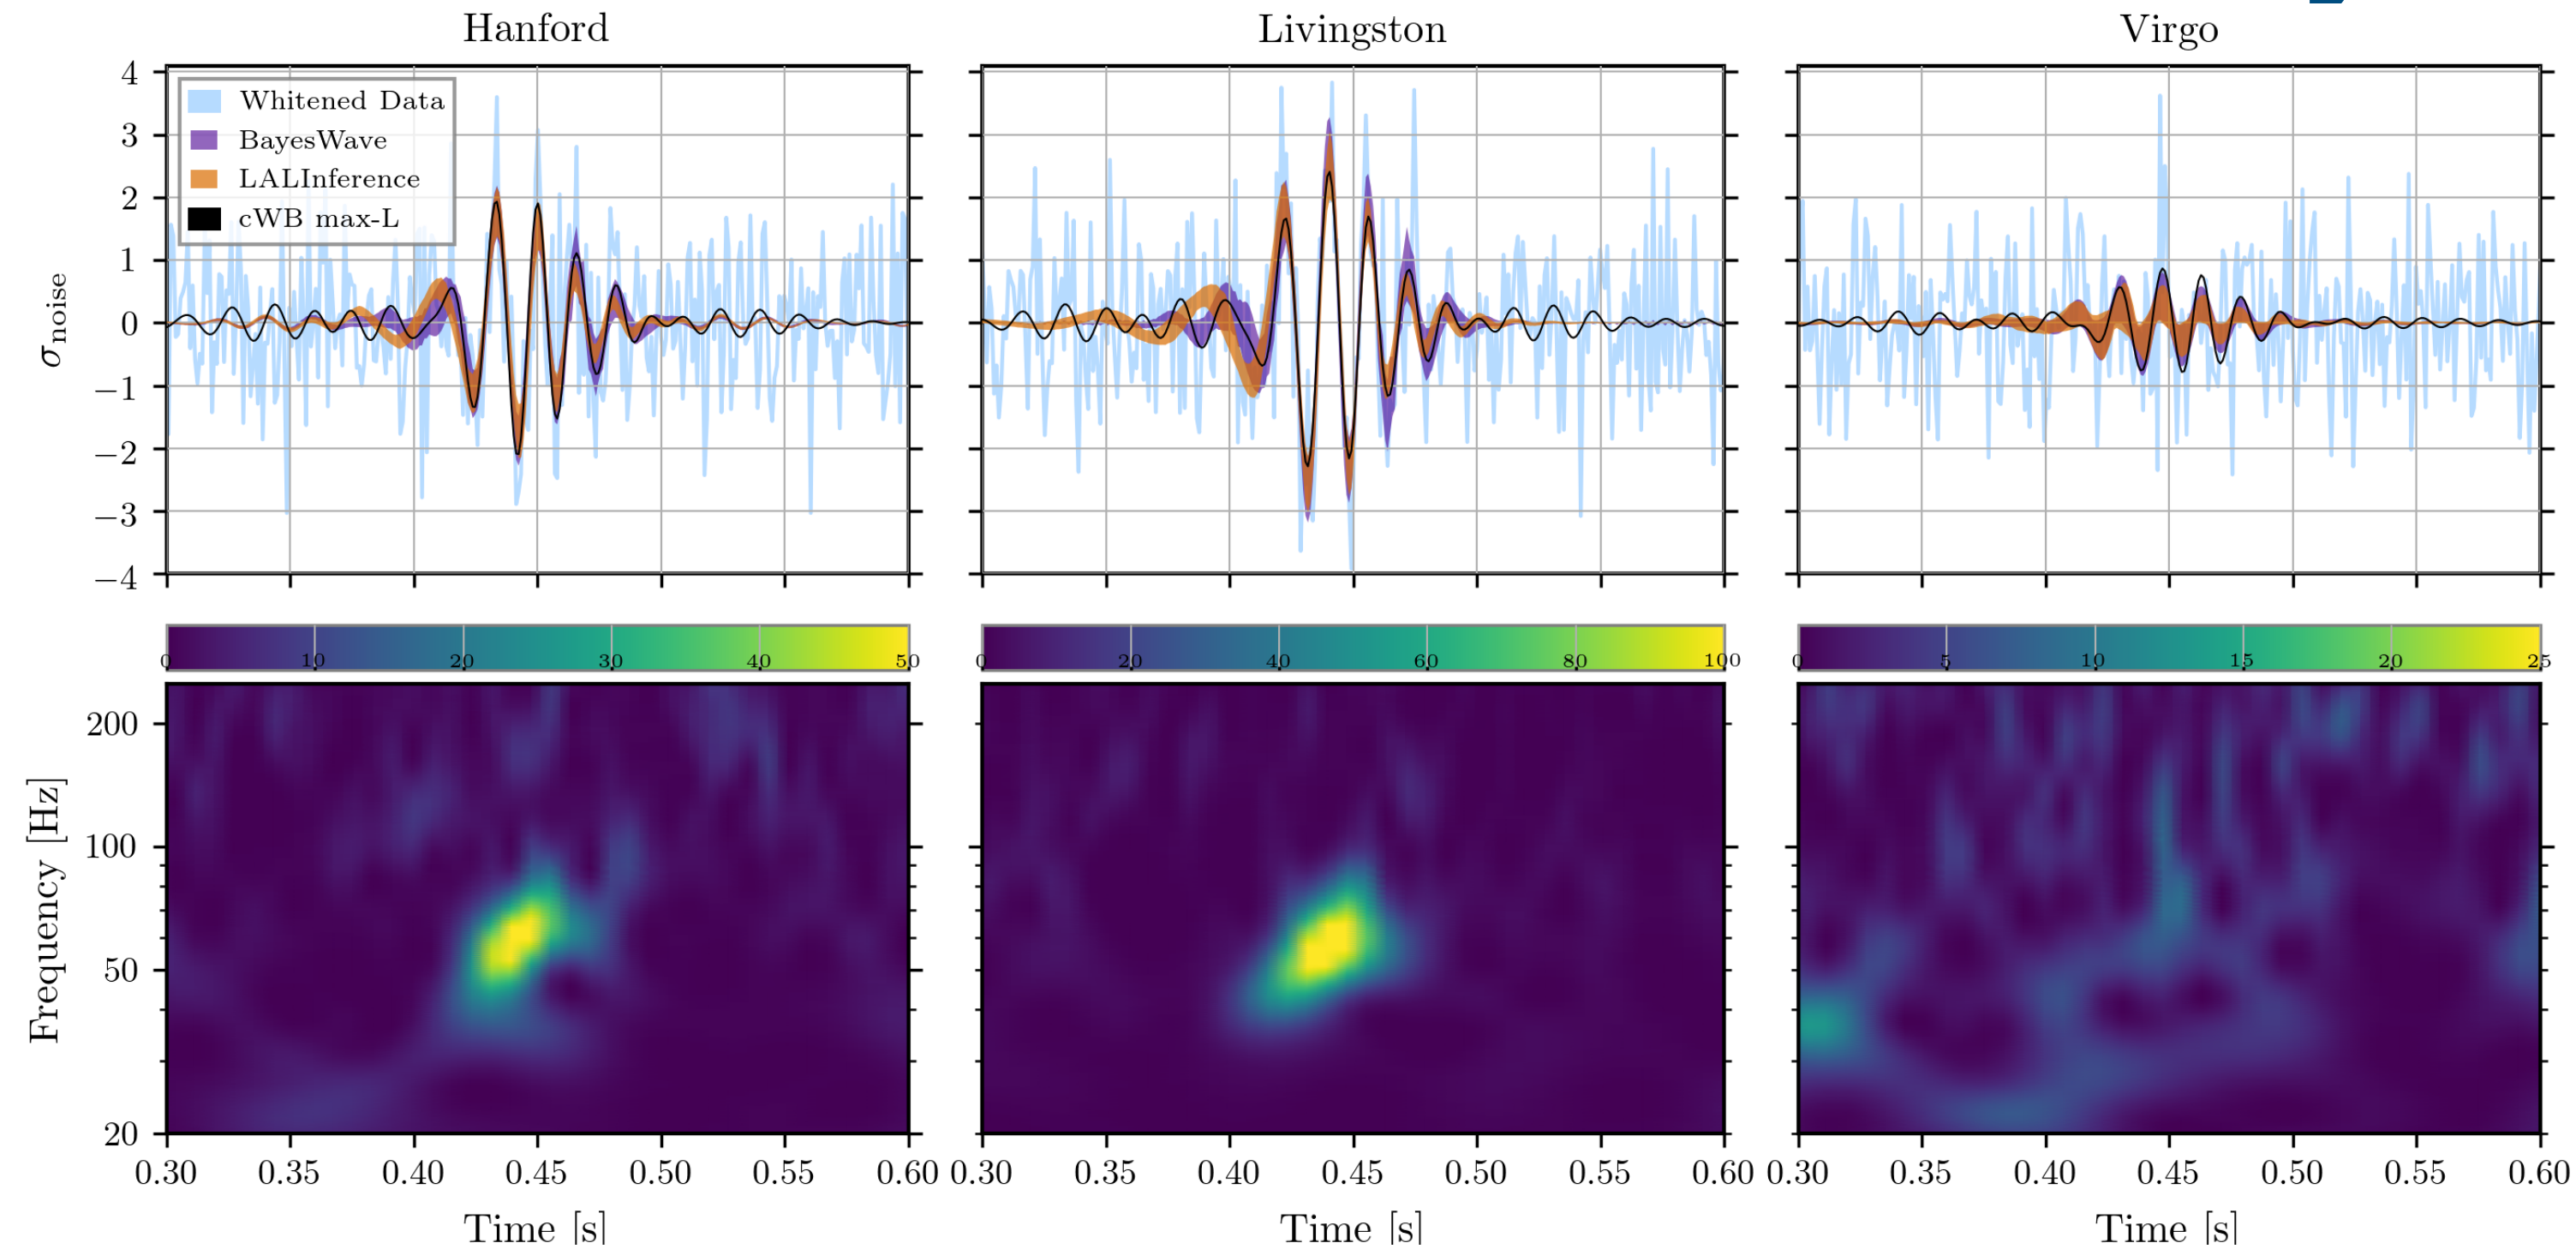 Hanford Livingston Virgo
4
3
2
1
0
−1
−2
−3
−4
σnoise
Whitened Data
BayesWave
LALInference
cWB max-L
0 10 20 30 40 50
0 20 40 60 80 100
0 5 10 15 20 25
Frequency [Hz]
200
100
50
20
0.30 0.35 0.40 0.45 0.50 0.55 0.60 0.30 0.35 0.40 0.45 0.50 0.55 0.60 0.30 0.35 0.40 0.45 0.50 0.55 0.60
Time [s] Time [s] Time [s]